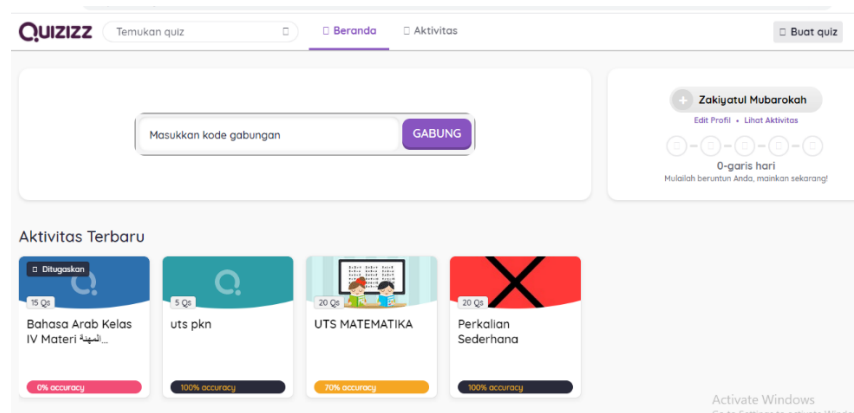 QUIZIZZ
Temukan quiz
Beranda
Aktivitas
Buat quiz
Masukkan kode gabungan
GABUNG
Zakiyatul Mubarokah
Edit Profil • Lihat Aktivitas
0-garis hari
Mulailah beruntun Anda, mainkan sekarang!
Aktivitas Terbaru
Ditugaskan
15 Qs
Bahasa Arab Kelas
IV Materi المهنة...
0% accuracy
5 Qs
uts pkn
100% accuracy
20 Qs
UTS MATEMATIKA
70% accuracy
20 Qs
Perkalian
Sederhana
100% accuracy
Activate Windows